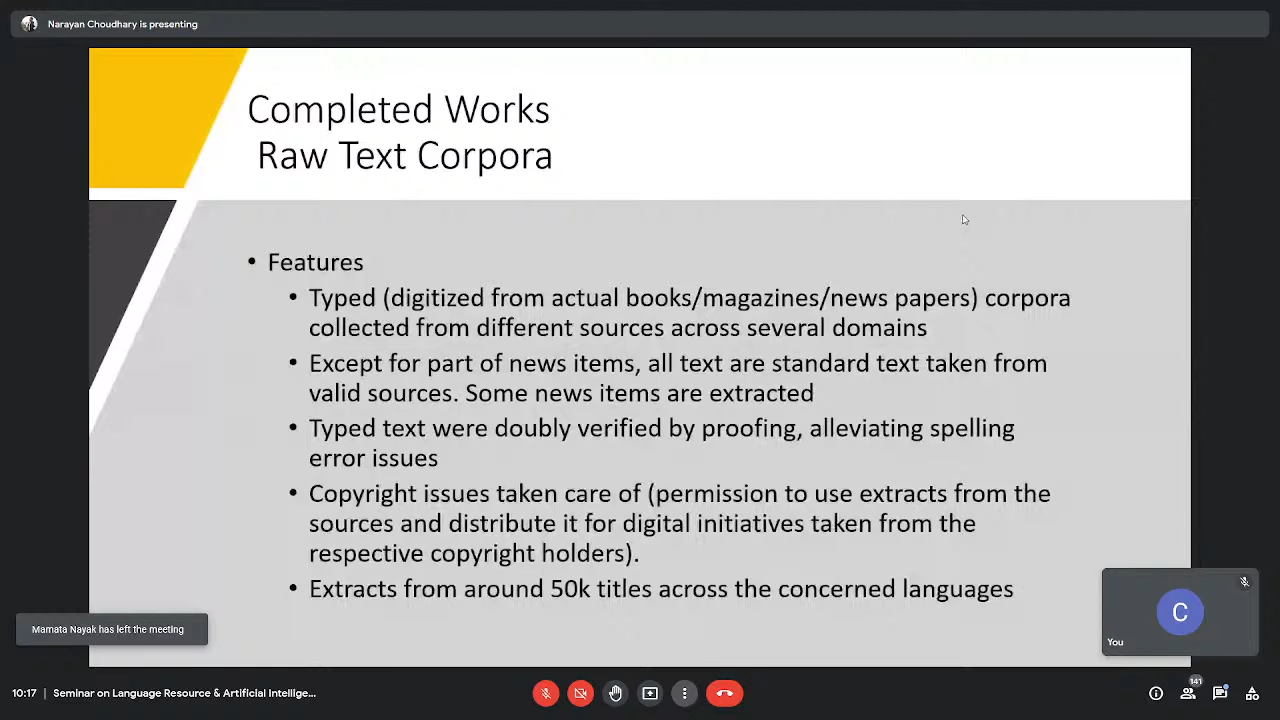 Narayan Choudhary is presenting
Completed Works
Raw Text Corpora
• Features
• Typed (digitized from actual books/magazines/news papers) corpora
collected from different sources across several domains
• Except for part of news items, all text are standard text taken from
valid sources. Some news items are extracted
• Typed text were doubly verified by proofing, alleviating spelling
error issues
• Copyright issues taken care of (permission to use extracts from the
sources and distribute it for digital initiatives taken from the
respective copyright holders).
• Extracts from around 50k titles across the concerned languages
C
You
Mamata Nayak has left the meeting
10:17 | Seminar on Language Resource & Artificial Intellige...
141